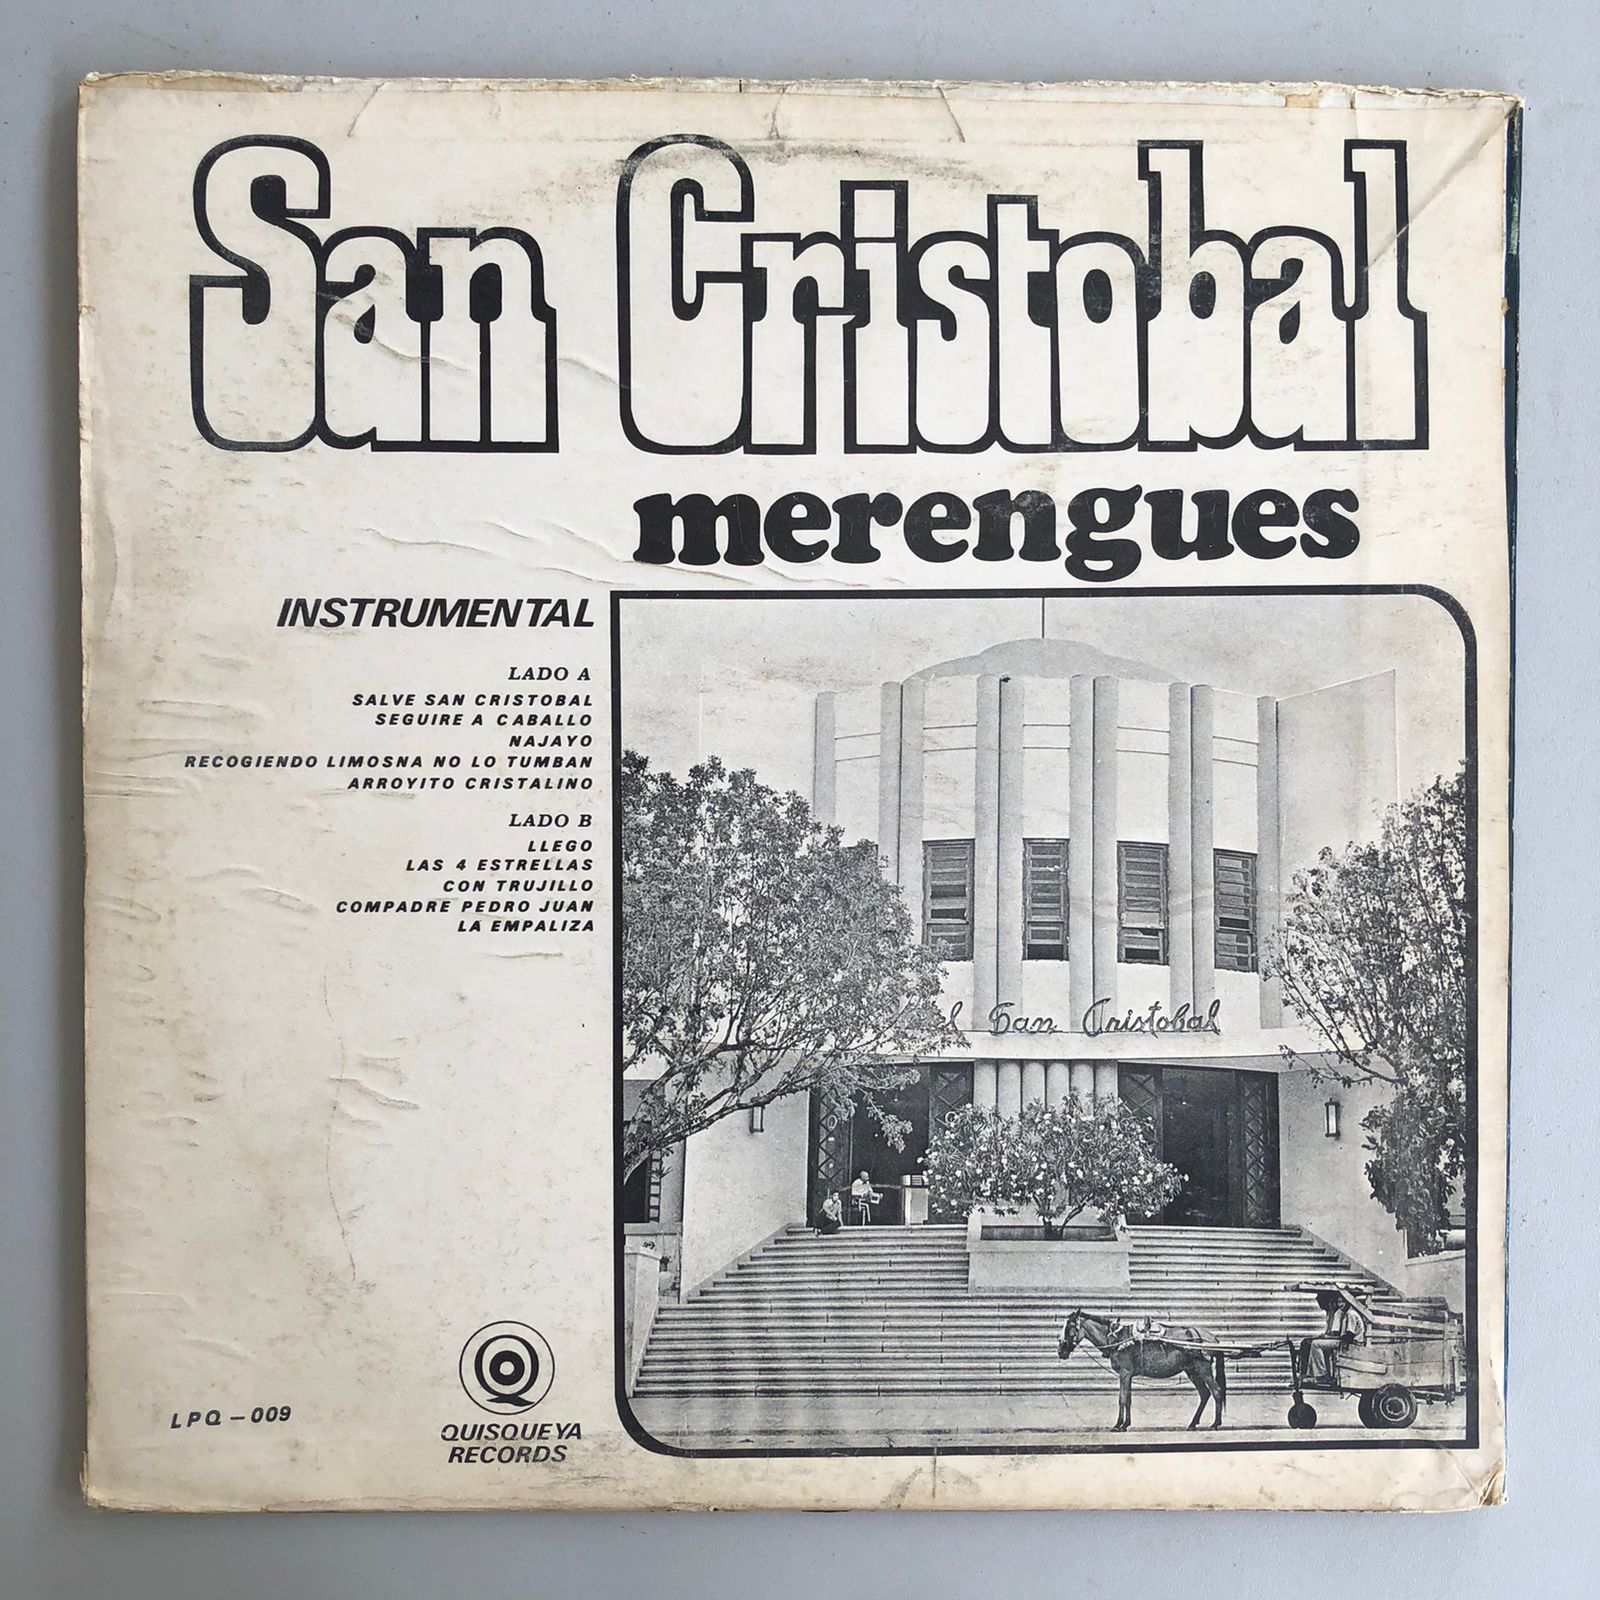 San Cristobal
merengues
INSTRUMENTAL
LADO A
SALVE SAN CRISTOBAL
SEGUIRE A CABALLO
NAJAYO
RECOGIENDO LIMOSNA NO LO TUMBAN
ARROYITO CRISTALINO
LADO B
LLEGO
LAS 4 ESTRELLAS
CON TRUJILLO
COMPADRE PEDRO JUAN
LA EMPALIZA
el San Cristobal
LPQ - 009
QUISQUEYA
RECORDS